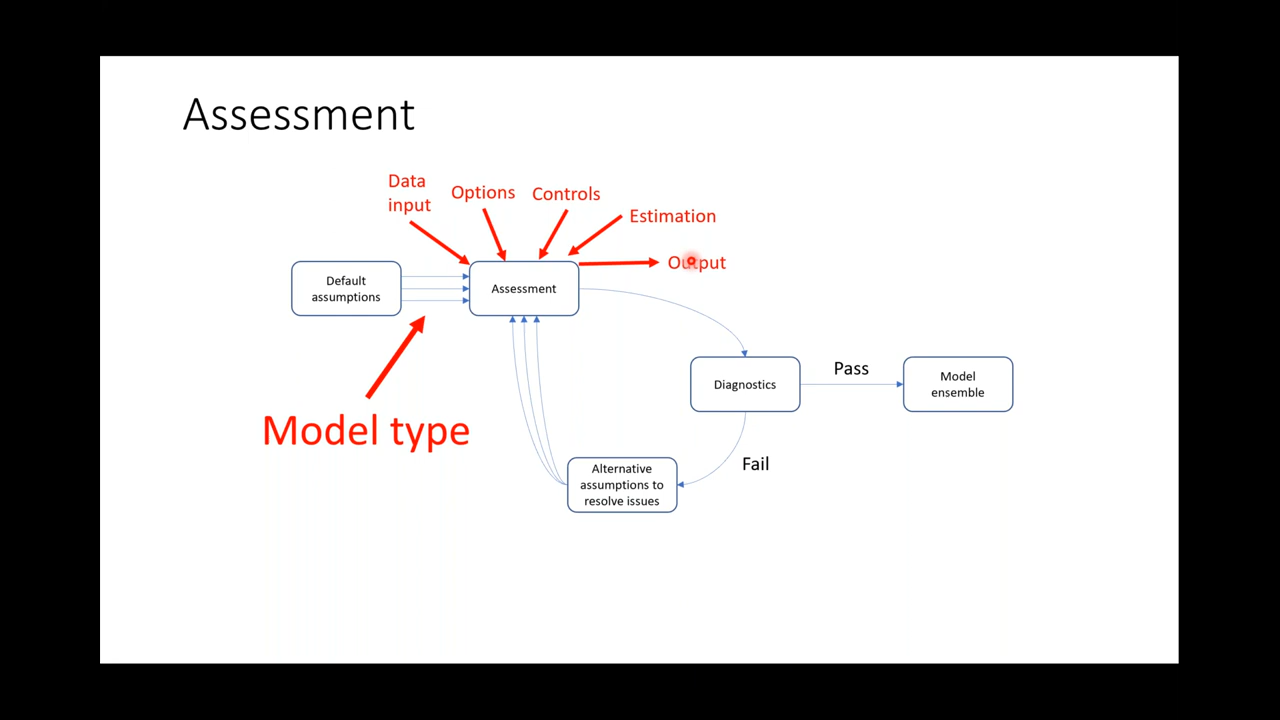 Assessment
Data
input
Options
Controls
Estimation
Output
Default
assumptions
Assessment
Model type
Diagnostics
Pass
Model
ensemble
Fail
Alternative
assumptions to
resolve issues